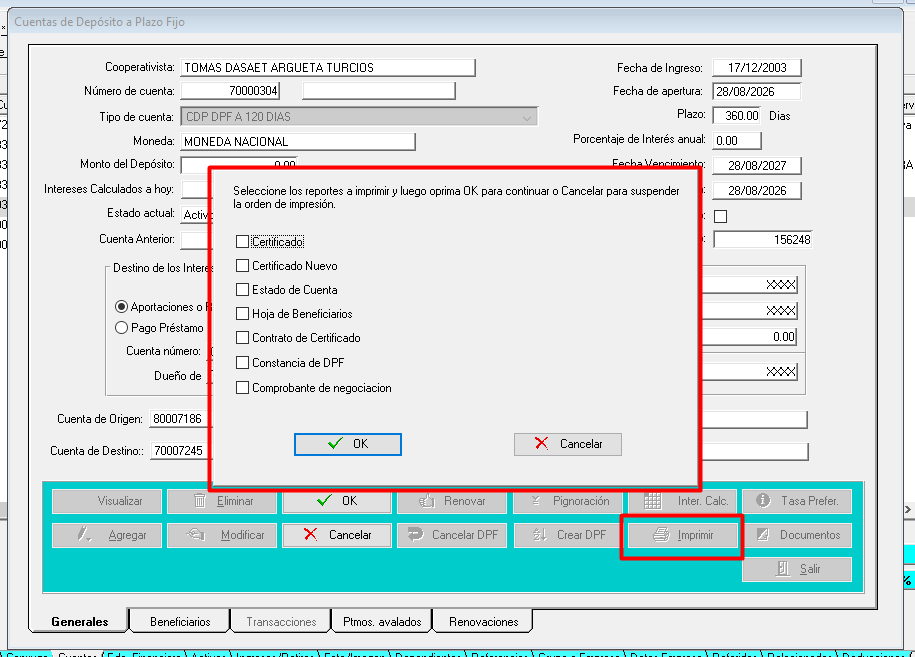 Cuentas de Depósito a Plazo Fijo
Cooperativista: TOMAS DASAET ARGUETA TURCIOS Fecha de Ingreso: 17/12/2003
Número de cuenta: 70000304 Fecha de apertura: 28/08/2026
Tipo de cuenta: CDP DPF A 120 DIAS Plazo: 360.00 Dias
Moneda: MONEDA NACIONAL Porcentaje de Interés anual: 0.00
Monto del Depósito: 0.00 Fecha Vencimiento: 28/08/2027
Intereses Calculados a hoy: 28/08/2026
Estado actual: Activo
Cuenta Anterior: 156248
Seleccione los reportes a imprimir y luego oprima OK para continuar o Cancelar para suspender
la orden de impresión.
Certificado
Certificado Nuevo
Estado de Cuenta
Hoja de Beneficiarios
Contrato de Certificado
Constancia de DPF
Comprobante de negociacion
OK Cancelar
Destino de los Interes
XXXX
Aportaciones o XXXX
Pago Préstamo 0.00
Cuenta número:
Dueño de XXXX
Cuenta de Origen: 80007186
Cuenta de Destino:: 70007245
Visualizar Eliminar OK Renovar Pignoración Inter. Calc. Tasa Prefer.
Agregar Modificar Cancelar Cancelar DPF Crear DPF Imprimir Documentos
Salir
Generales Beneficiarios Transacciones Ptmos. avalados Renovaciones